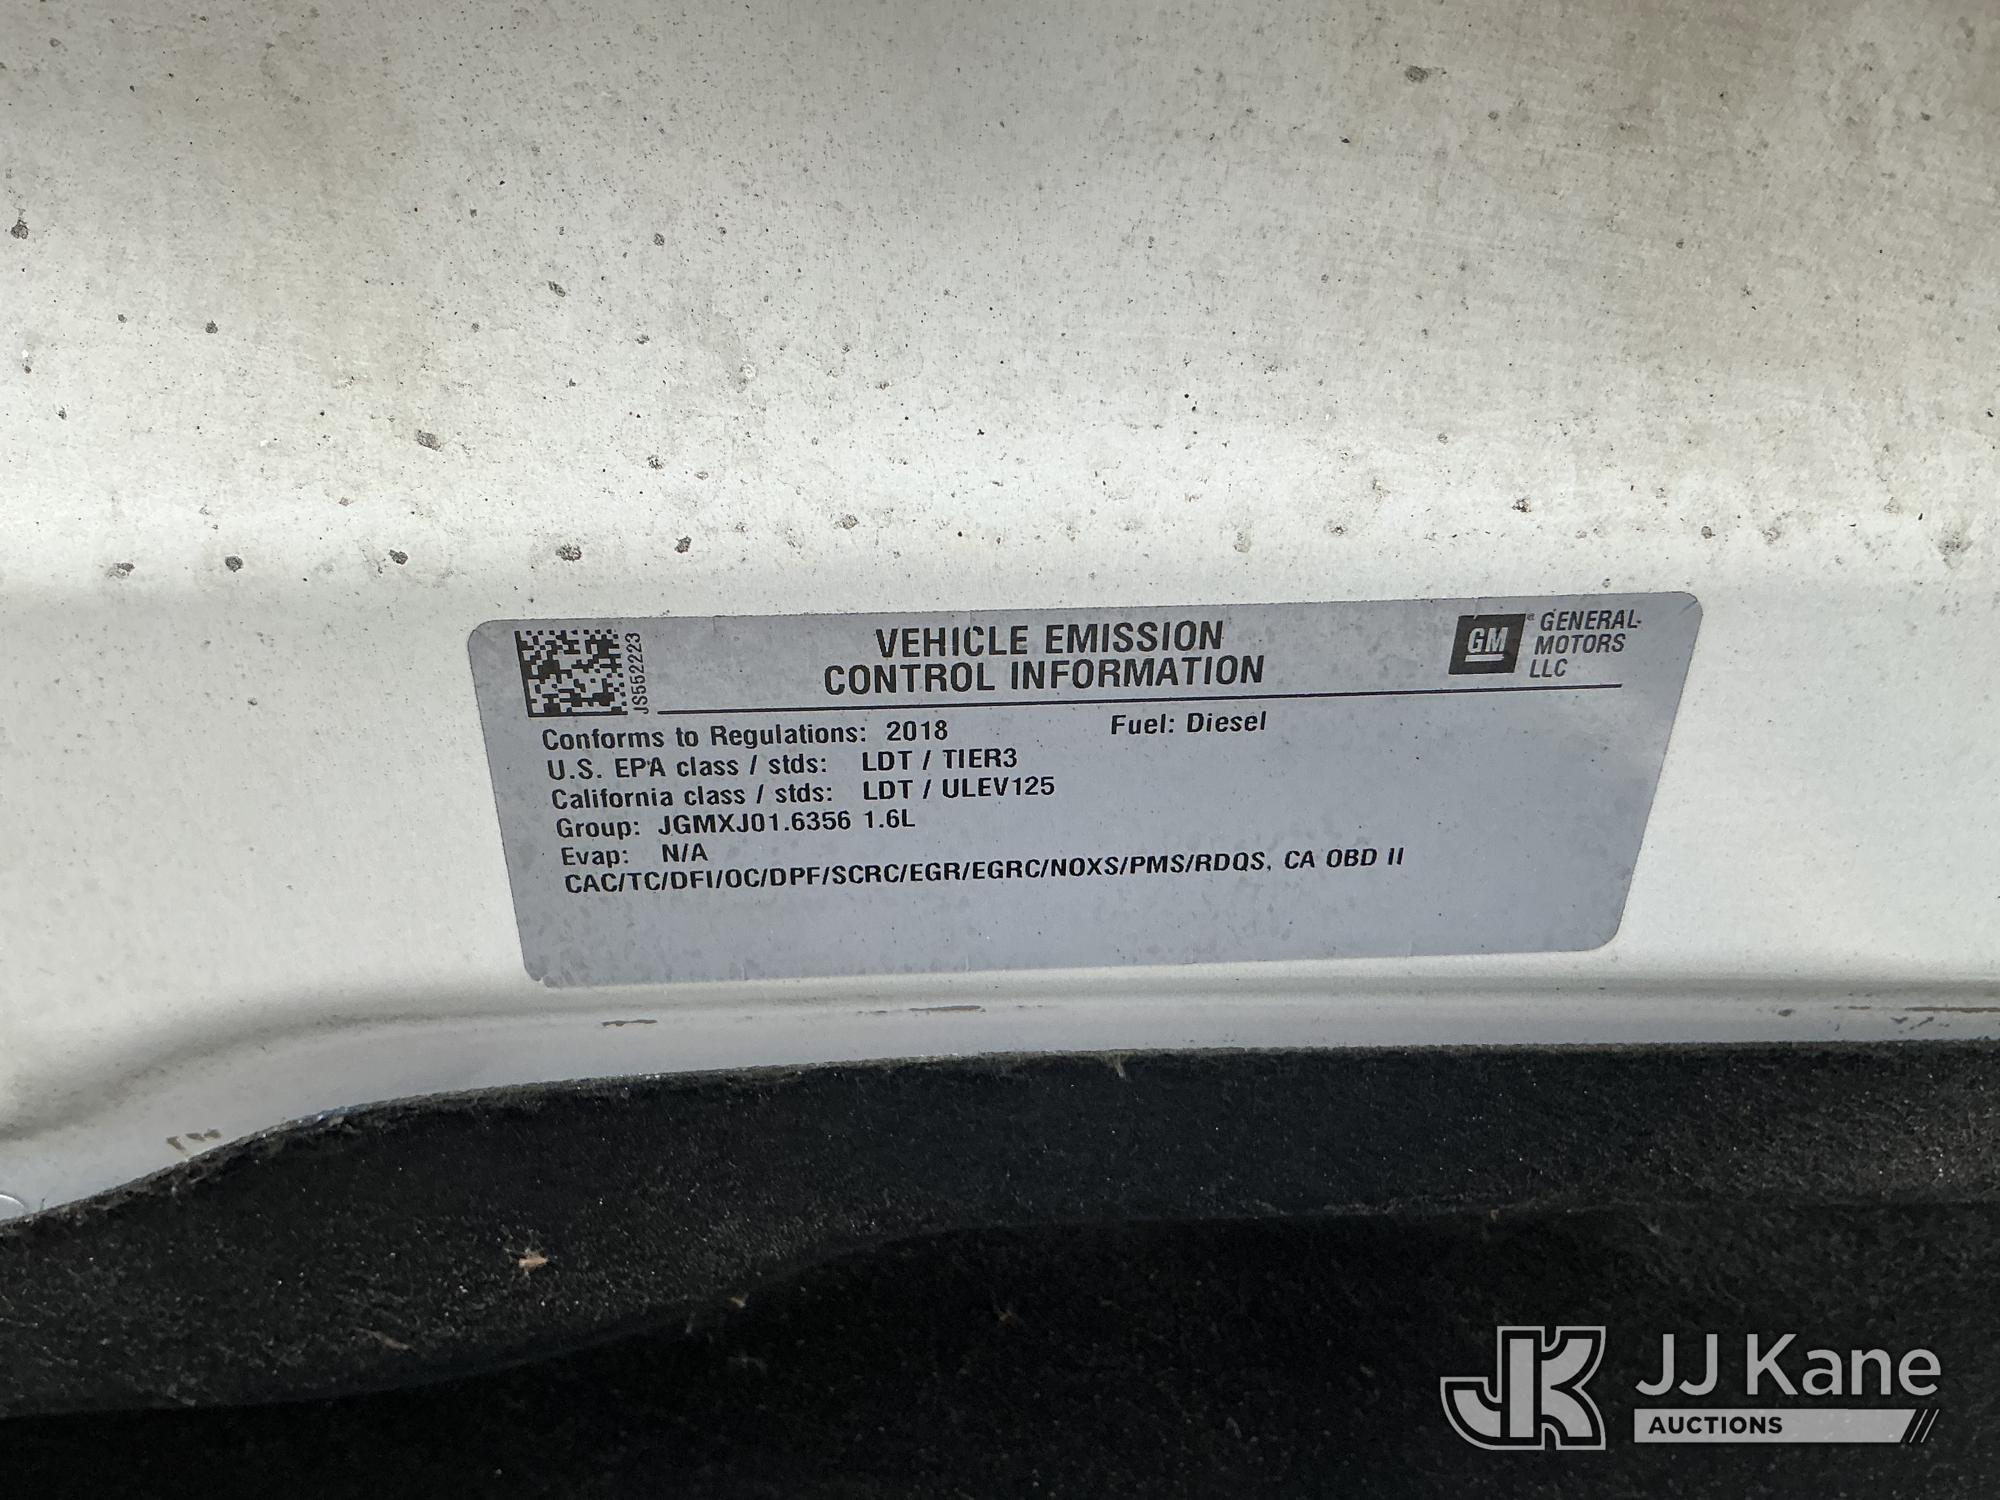 JS552223
VEHICLE EMISSION
CONTROL INFORMATION
GM
GENERAL
MOTORS
LLC
Conforms to Regulations: 2018 Fuel: Diesel
U.S. EPA class / stds: LDT / TIER3
California class / stds: LDT / ULEV125
Group: JGMXJ01.6356 1.6L
Evap: N/A
CAC/TC/DFI/OC/DPF/SCRC/EGR/EGRC/NOXS/PMS/RDQS, CA OBD II
JK
JJ Kane
AUCTIONS